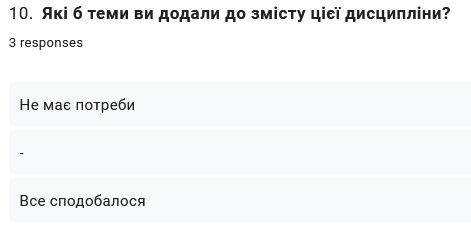 10. Які б теми ви додали до змісту цієї дисципліни?
3 responses
Не має потреби
-
Все сподобалося